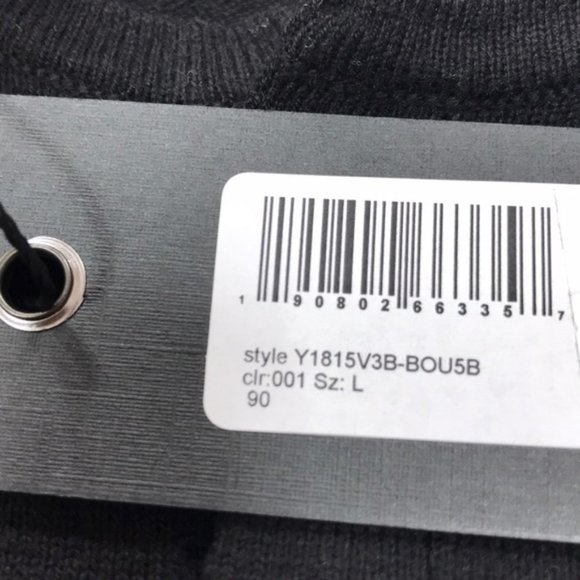 1 90802 66335 7
style Y1815V3B-BOU5B
clr:001 Sz: L
90